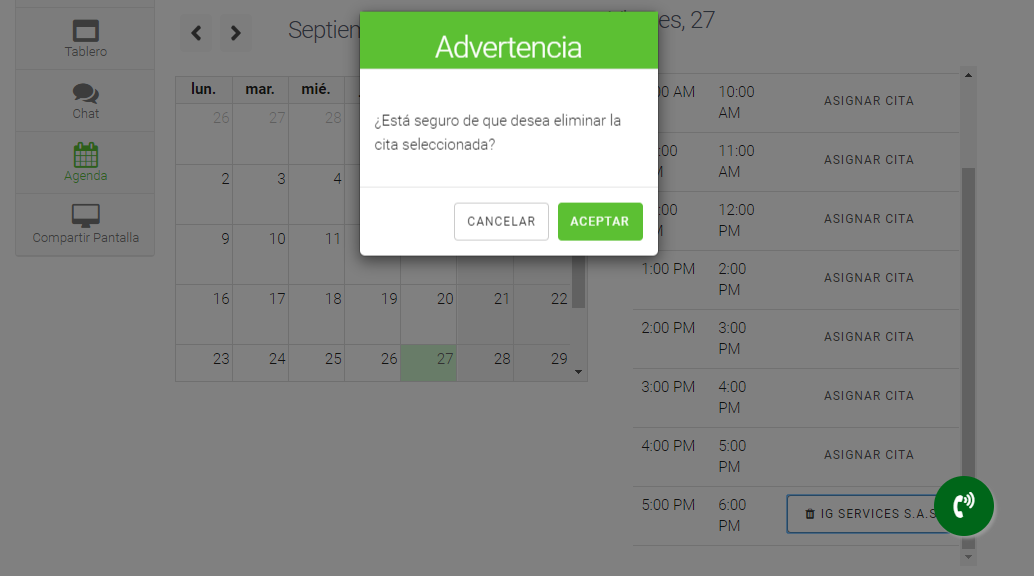 Tablero
Chat
Agenda
Compartir Pantalla
Septien
lun. mar. mié.
26 27 28
2 3 4
9 10 11
16 17 18 19 20 21 22
23 24 25 26 27 28 29
Advertencia
¿Está seguro de que desea eliminar la
cita seleccionada?
CANCELAR ACEPTAR
es, 27
00 AM 10:00 AM ASIGNAR CITA
:00 M 11:00 AM ASIGNAR CITA
:00 M 12:00 PM ASIGNAR CITA
1:00 PM 2:00 PM ASIGNAR CITA
2:00 PM 3:00 PM ASIGNAR CITA
3:00 PM 4:00 PM ASIGNAR CITA
4:00 PM 5:00 PM ASIGNAR CITA
5:00 PM 6:00 PM IG SERVICES S.A.S